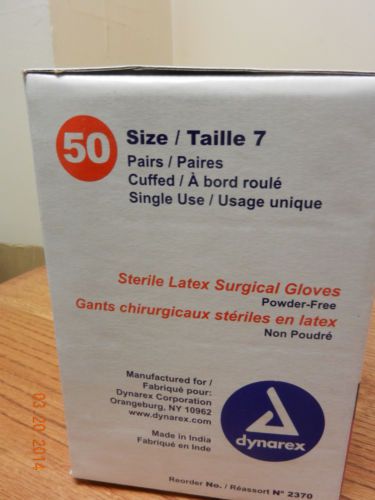 50
Size / Taille 7
Pairs / Paires
Cuffed / À bord roulé
Single Use / Usage unique
Sterile Latex Surgical Gloves
Powder-Free
Gants chirurgicaux stériles en latex
Non Poudré
Manufactured for /
Fabriqué pour:
Dynarex Corporation
Orangeburg, NY 10962
www.dynarex.com
Made in India
Fabriqué en Inde
dynarex
Reorder No. / Réassort N° 2370
03.20.2014